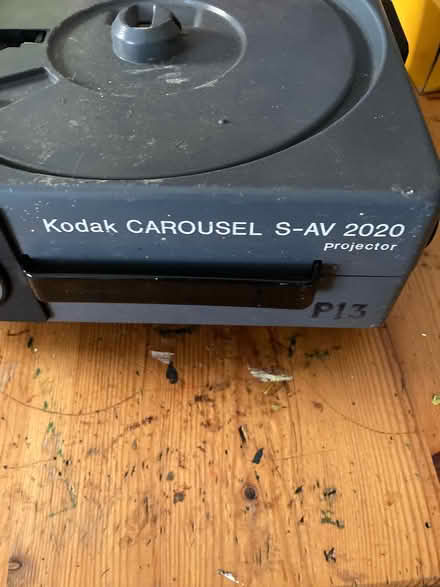 Kodak CAROUSEL S-AV 2020
projector
P13